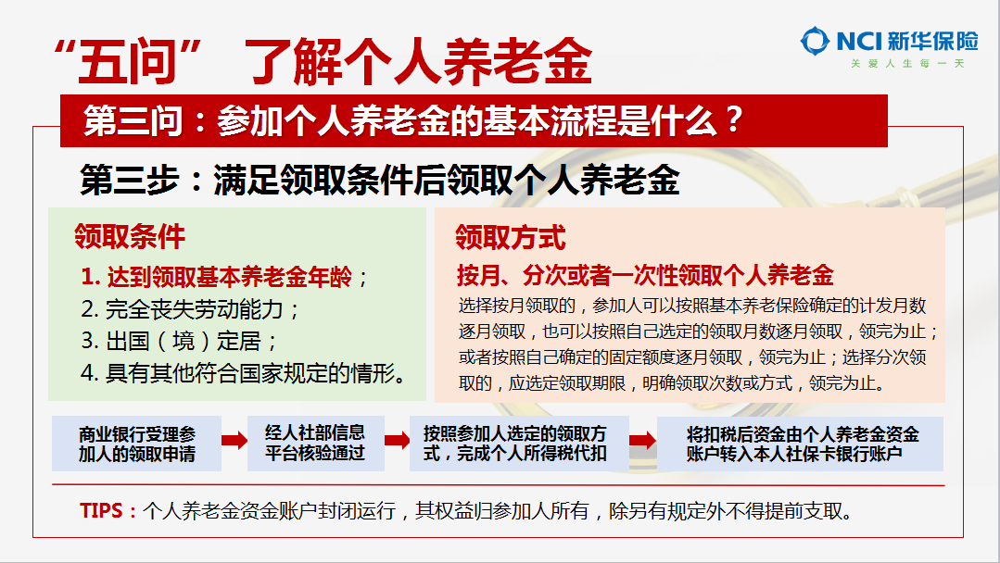 “五问” 了解个人养老金
NCI 新华保险
关爱人生每一天
第三问：参加个人养老金的基本流程是什么？
第三步：满足领取条件后领取个人养老金
领取条件
1. 达到领取基本养老金年龄；
2. 完全丧失劳动能力；
3. 出国（境）定居；
4. 具有其他符合国家规定的情形。
领取方式
按月、分次或者一次性领取个人养老金
选择按月领取的，参加人可以按照基本养老保险确定的计发月数
逐月领取，也可以按照自己选定的领取月数逐月领取，领完为止；
或者按照自己确定的固定额度逐月领取，领完为止；选择分次领
取的，应选定领取期限，明确领取次数或方式，领完为止。
商业银行受理参
加人的领取申请
经人社部信息
平台核验通过
按照参加人选定的领取方
式，完成个人所得税代扣
将扣税后资金由个人养老金资金
账户转入本人社保卡银行账户
TIPS：个人养老金资金账户封闭运行，其权益归参加人所有，除另有规定外不得提前支取。